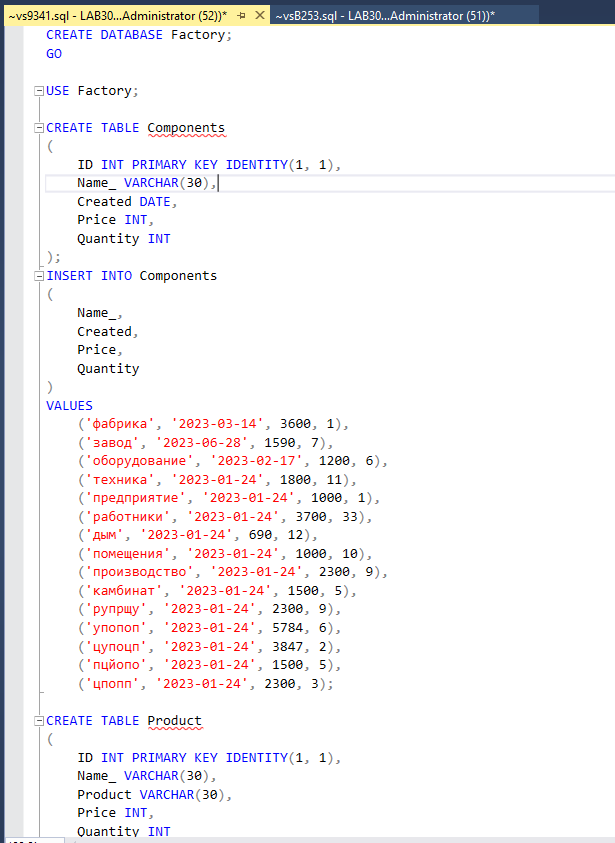 ~vs9341.sql - LAB30...Administrator (52))*
~vsB253.sql - LAB30...Administrator (51))*
CREATE DATABASE Factory;
GO
USE Factory;
CREATE TABLE Components
(
ID INT PRIMARY KEY IDENTITY(1, 1),
Name_ VARCHAR(30),
Created DATE,
Price INT,
Quantity INT
);
INSERT INTO Components
(
Name_,
Created,
Price,
Quantity
)
VALUES
('фабрика', '2023-03-14', 3600, 1),
('завод', '2023-06-28', 1590, 7),
('оборудование', '2023-02-17', 1200, 6),
('техника', '2023-01-24', 1800, 11),
('предприятие', '2023-01-24', 1000, 1),
('работники', '2023-01-24', 3700, 33),
('дым', '2023-01-24', 690, 12),
('помещения', '2023-01-24', 1000, 10),
('производство', '2023-01-24', 2300, 9),
('камбинат', '2023-01-24', 1500, 5),
('рупрщу', '2023-01-24', 2300, 9),
('упопоп', '2023-01-24', 5784, 6),
('цупоцп', '2023-01-24', 3847, 2),
('пцйопо', '2023-01-24', 1500, 5),
('цпопп', '2023-01-24', 2300, 3);
CREATE TABLE Product
(
ID INT PRIMARY KEY IDENTITY(1, 1),
Name_ VARCHAR(30),
Product VARCHAR(30),
Price INT,
Quantity INT